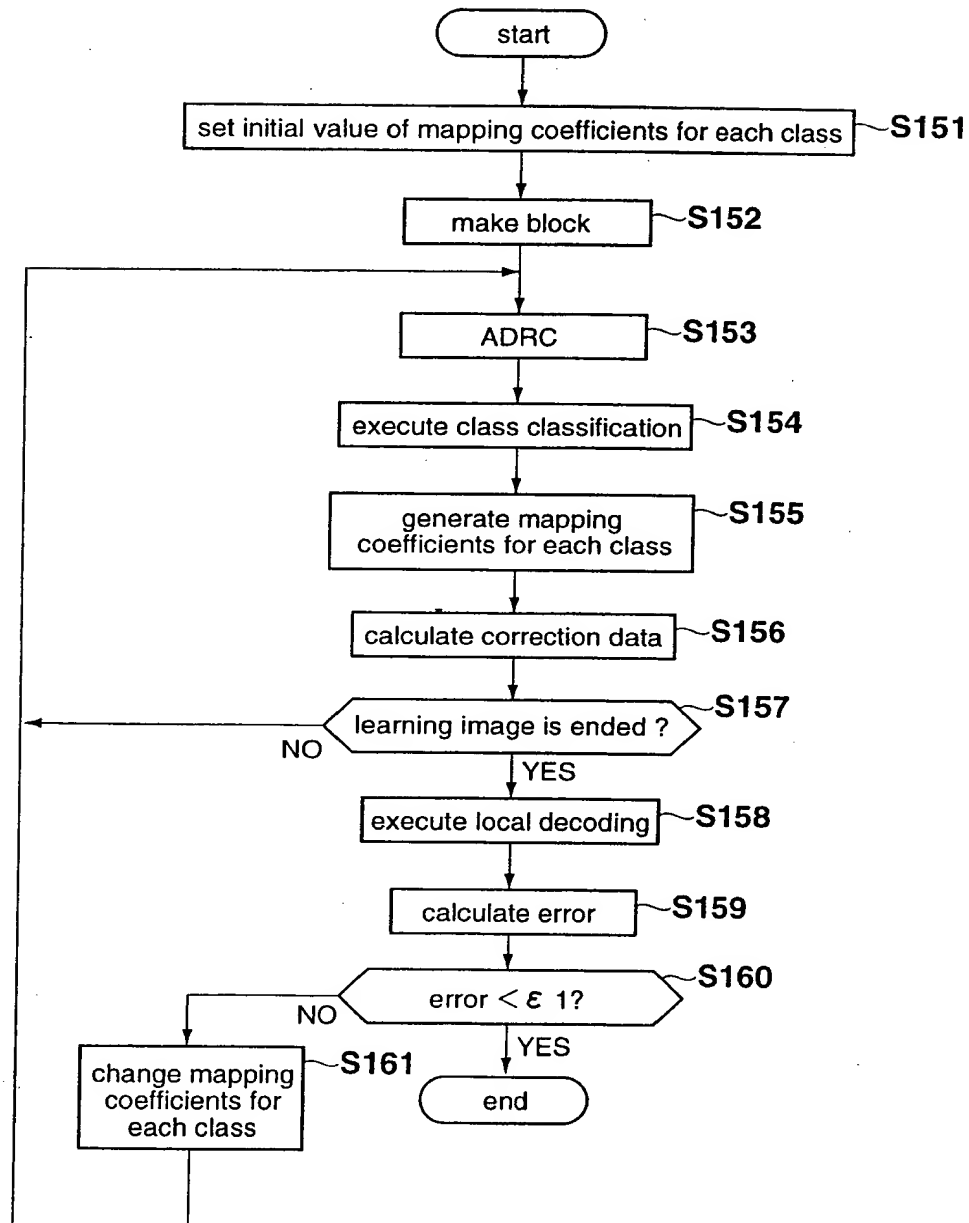 start
set initial value of mapping coefficients for each class
S151
make block
S152
ADRC
S153
execute class classification
S154
generate mapping
coefficients for each class
S155
calculate correction data
S156
learning image is ended ?
S157
NO
YES
execute local decoding
S158
calculate error
S159
error < ε 1?
S160
NO
YES
change mapping
coefficients for
each class
S161
end